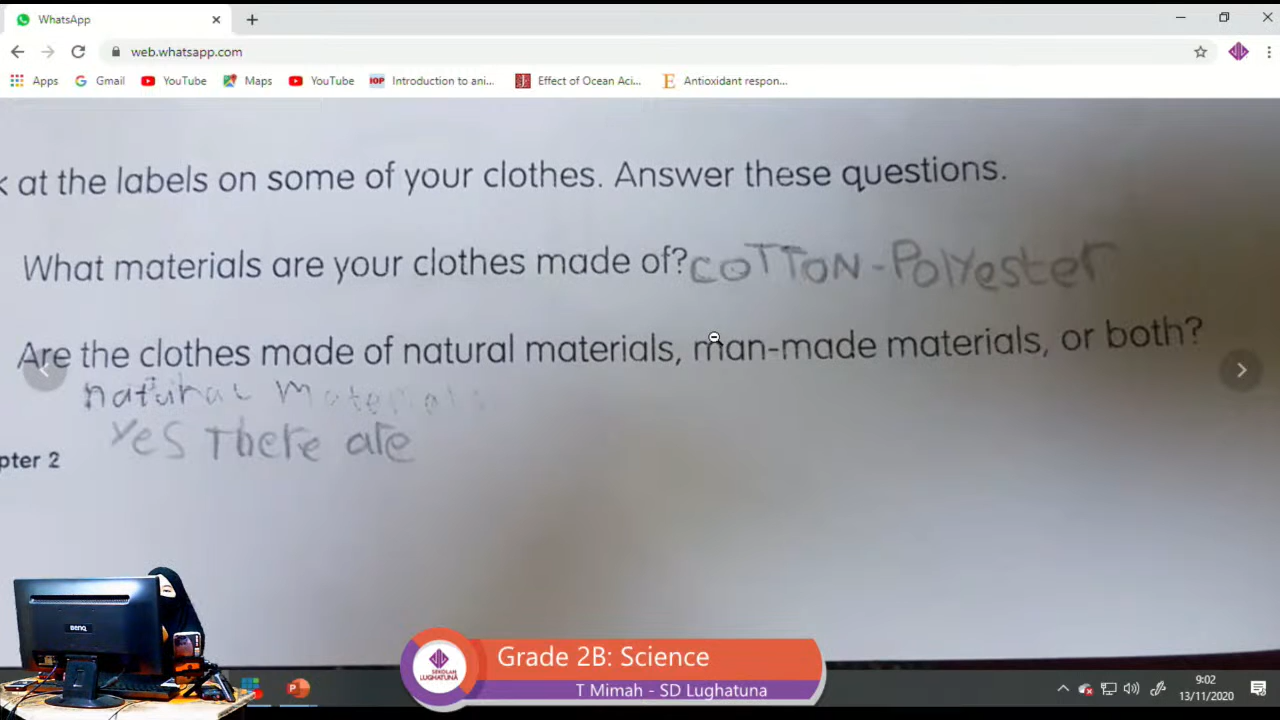 WhatsApp
web.whatsapp.com
Apps Gmail YouTube Maps YouTube IOP Introduction to ani... Effect of Ocean Aci... E Antioxidant respon...
at the labels on some of your clothes. Answer these questions.
What materials are your clothes made of? COTTON-Polyester
Are the clothes made of natural materials, man-made materials, or both?
natural Materials
Yes There are
pter 2
BenQ
SEKOLAH
LUGHATUNA
Grade 2B: Science
T Mimah - SD Lughatuna
9:02
13/11/2020